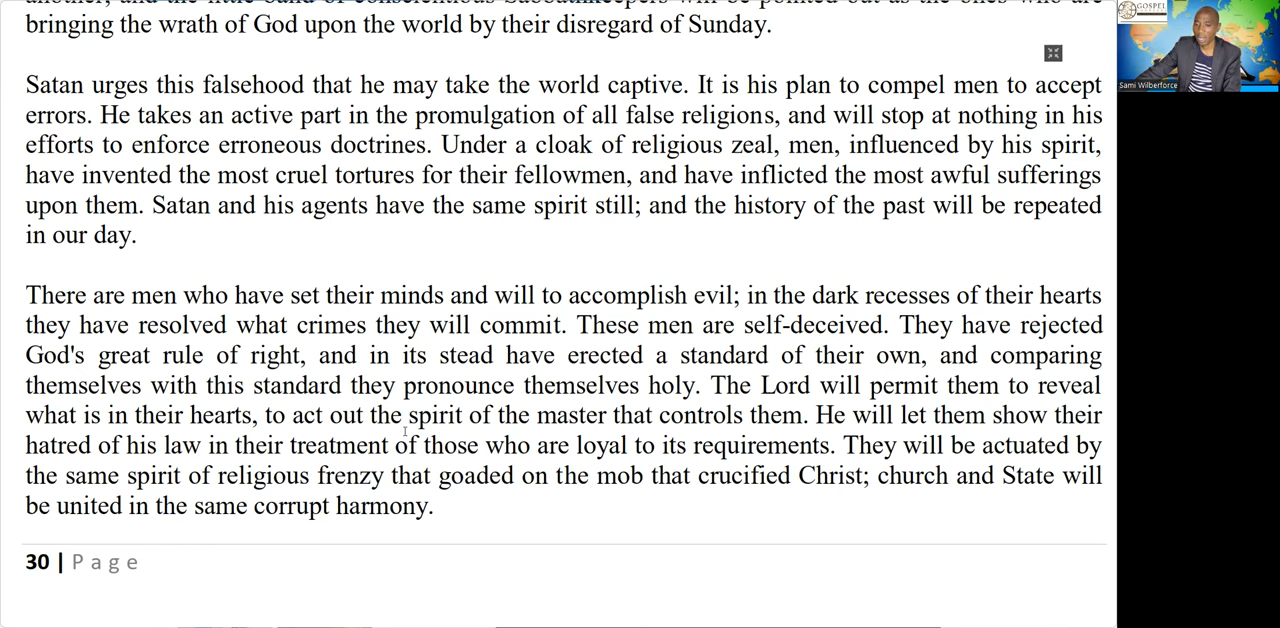 bringing the wrath of God upon the world by their disregard of Sunday.
Satan urges this falsehood that he may take the world captive. It is his plan to compel men to accept
errors. He takes an active part in the promulgation of all false religions, and will stop at nothing in his
efforts to enforce erroneous doctrines. Under a cloak of religious zeal, men, influenced by his spirit,
have invented the most cruel tortures for their fellowmen, and have inflicted the most awful sufferings
upon them. Satan and his agents have the same spirit still; and the history of the past will be repeated
in our day.
There are men who have set their minds and will to accomplish evil; in the dark recesses of their hearts
they have resolved what crimes they will commit. These men are self-deceived. They have rejected
God's great rule of right, and in its stead have erected a standard of their own, and comparing
themselves with this standard they pronounce themselves holy. The Lord will permit them to reveal
what is in their hearts, to act out the spirit of the master that controls them. He will let them show their
hatred of his law in their treatment of those who are loyal to its requirements. They will be actuated by
the same spirit of religious frenzy that goaded on the mob that crucified Christ; church and State will
be united in the same corrupt harmony.
30 | Page
GOSPEL
Sami Wilberforce